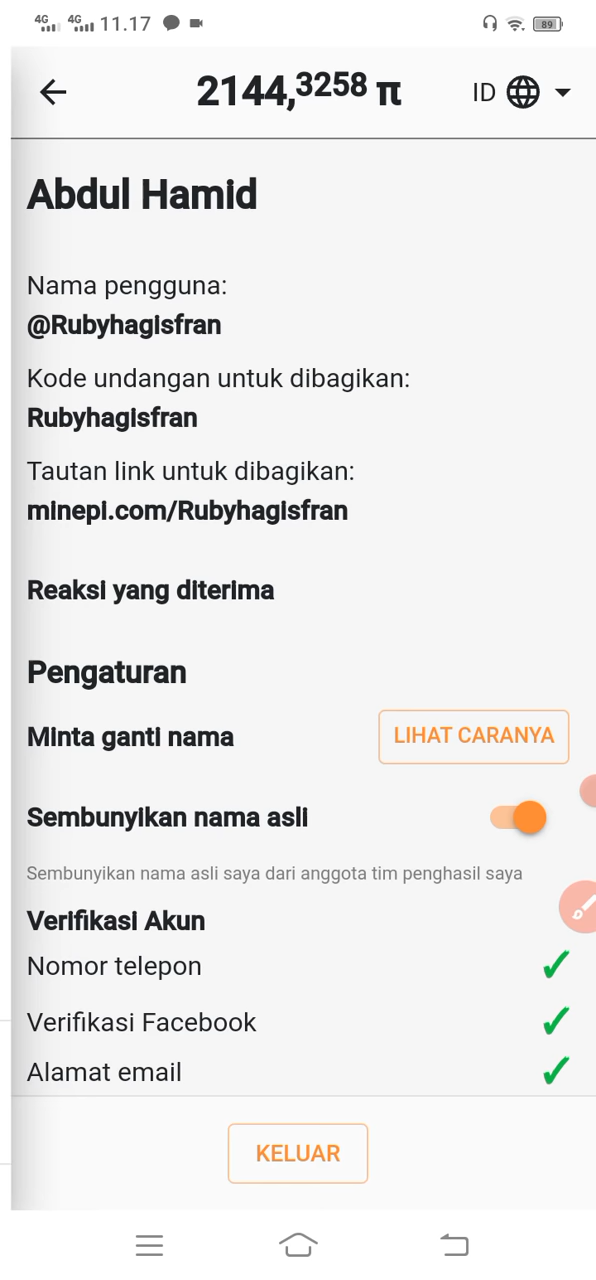 4G 4G 11.17 89
2144,3258 π ID
Abdul Hamid
Nama pengguna:
@Rubyhagisfran
Kode undangan untuk dibagikan:
Rubyhagisfran
Tautan link untuk dibagikan:
minepi.com/Rubyhagisfran
Reaksi yang diterima
Pengaturan
Minta ganti nama LIHAT CARANYA
Sembunyikan nama asli
Sembunyikan nama asli saya dari anggota tim penghasil saya
Verifikasi Akun
Nomor telepon
Verifikasi Facebook
Alamat email
KELUAR